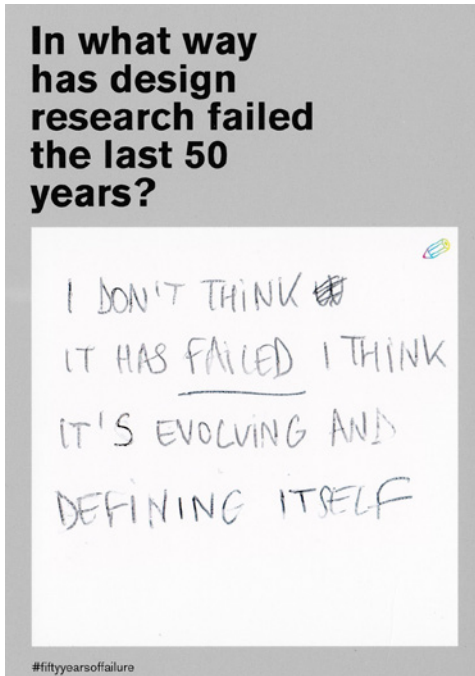 In what way
has design
research failed
the last 50
years?
I DON'T THINK
IT HAS FAILED I THINK
IT'S EVOLVING AND
DEFINING ITSELF
#fiftyyearsoffailure